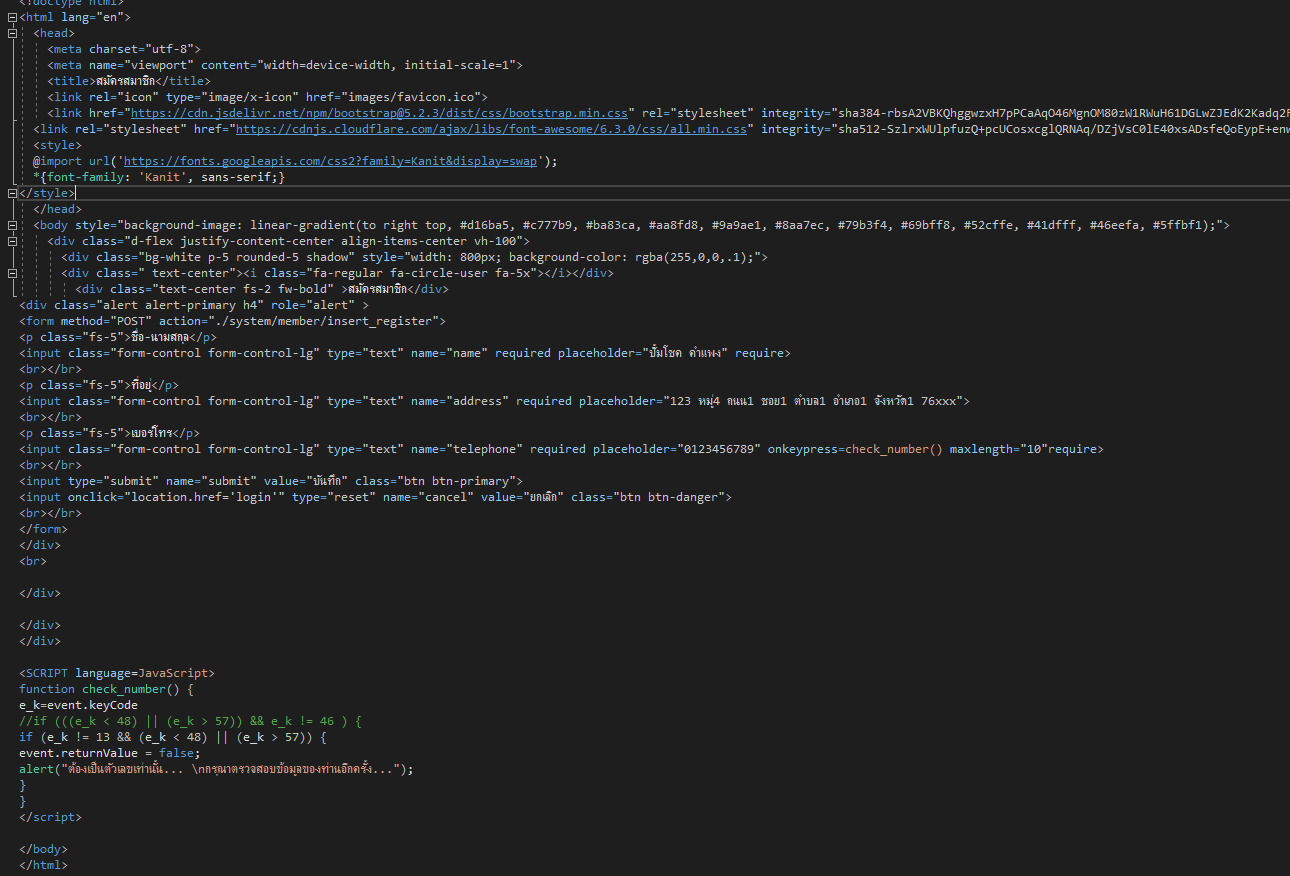 <!doctype html>
<html lang="en">
<head>
<meta charset="utf-8">
<meta name="viewport" content="width=device-width, initial-scale=1">
<title>สมัครสมาชิก</title>
<link rel="icon" type="image/x-icon" href="images/favicon.ico">
<link href="https://cdn.jsdelivr.net/npm/bootstrap@5.2.3/dist/css/bootstrap.min.css" rel="stylesheet" integrity="sha384-rbsA2VBKQhggwzxH7pPCaAqO46MgnOM80zW1RWuH61DGLwZJEdK2Kadq2F
<link rel="stylesheet" href="https://cdnjs.cloudflare.com/ajax/libs/font-awesome/6.3.0/css/all.min.css" integrity="sha512-SzlrxWUlpfuzQ+pcUCosxcglQRNAq/DZjVsC0lE40xsADsfeQoEypE+enw
<style>
@import url('https://fonts.googleapis.com/css2?family=Kanit&display=swap');
*{font-family: 'Kanit', sans-serif;}
</style>
</head>
<body style="background-image: linear-gradient(to right top, #d16ba5, #c777b9, #ba83ca, #aa8fd8, #9a9ae1, #8aa7ec, #79b3f4, #69bff8, #52cffe, #41dfff, #46eefa, #5ffbf1);">
<div class="d-flex justify-content-center align-items-center vh-100">
<div class="bg-white p-5 rounded-5 shadow" style="width: 800px; background-color: rgba(255,0,0,.1);">
<div class=" text-center"><i class="fa-regular fa-circle-user fa-5x"></i></div>
<div class="text-center fs-2 fw-bold" >สมัครสมาชิก</div>
<div class="alert alert-primary h4" role="alert" >
<form method="POST" action="./system/member/insert_register">
<p class="fs-5">ชื่อ-นามสกุล</p>
<input class="form-control form-control-lg" type="text" name="name" required placeholder="ปั้มโชค คำแพง" require>
<br></br>
<p class="fs-5">ที่อยู่</p>
<input class="form-control form-control-lg" type="text" name="address" required placeholder="123 หมู่4 ถนน1 ซอย1 ตำบล1 อำเภอ1 จังหวัด1 76xxx">
<br></br>
<p class="fs-5">เบอร์โทร</p>
<input class="form-control form-control-lg" type="text" name="telephone" required placeholder="0123456789" onkeypress=check_number() maxlength="10"require>
<br></br>
<input type="submit" name="submit" value="บันทึก" class="btn btn-primary">
<input onclick="location.href='login'" type="reset" name="cancel" value="ยกเลิก" class="btn btn-danger">
<br></br>
</form>
</div>
<br>
</div>
</div>
</div>
<SCRIPT language=JavaScript>
function check_number() {
e_k=event.keyCode
//if (((e_k < 48) || (e_k > 57)) && e_k != 46 ) {
if (e_k != 13 && (e_k < 48) || (e_k > 57)) {
event.returnValue = false;
alert("ต้องเป็นตัวเลขเท่านั้น... \nกรุณาตรวจสอบข้อมูลของท่านอีกครั้ง...");
}
}
</script>
</body>
</html>